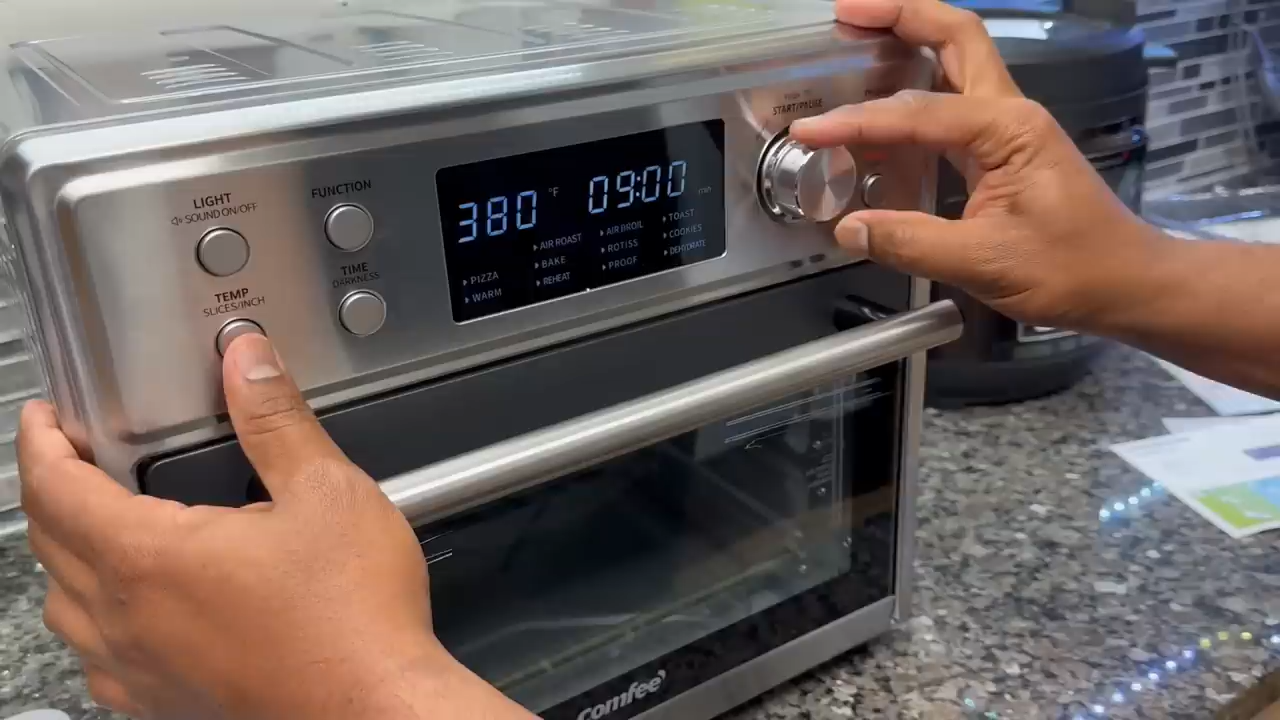 LIGHT
SOUND ON/OFF
FUNCTION
TEMP
SLICES/INCH
TIME
DARKNESS
380 °F 09:00 min
PIZZA
WARM
AIR ROAST
BAKE
REHEAT
AIR BROIL
ROTISS
PROOF
TOAST
COOKIES
DEHYDRATE
START/PAUSE
comfee'